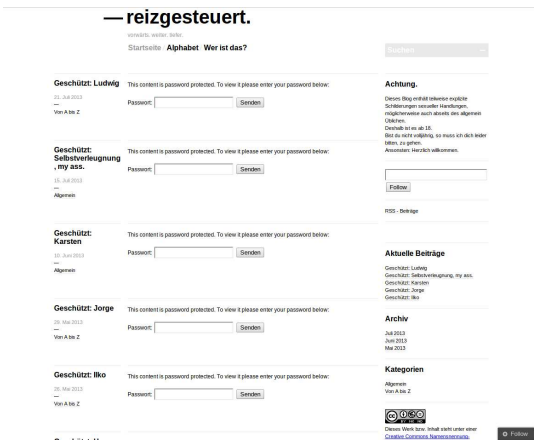 — reizgesteuert.
vorwärts. weiter. tiefer.
Startseite Alphabet Wer ist das?
Suchen
Geschützt: Ludwig
21. Juli 2013
—
Von A bis Z
This content is password protected. To view it please enter your password below:
Passwort:
Senden
Geschützt:
Selbstverleugnung
, my ass.
15. Juli 2013
—
Allgemein
This content is password protected. To view it please enter your password below:
Passwort:
Senden
Geschützt:
Karsten
10. Juni 2013
—
Allgemein
This content is password protected. To view it please enter your password below:
Passwort:
Senden
Geschützt: Jorge
29. Mai 2013
—
Von A bis Z
This content is password protected. To view it please enter your password below:
Passwort:
Senden
Geschützt: Ilko
26. Mai 2013
—
Von A bis Z
This content is password protected. To view it please enter your password below:
Passwort:
Senden
Achtung.
Dieses Blog enthält teilweise explizite
Schilderungen sexueller Handlungen,
möglicherweise auch abseits des allgemein
Üblichen.
Deshalb ist es ab 18.
Bist du nicht volljährig, so muss ich dich leider
bitten, zu gehen.
Ansonsten: Herzlich willkommen.
Follow
RSS - Beiträge
Aktuelle Beiträge
Geschützt: Ludwig
Geschützt: Selbstverleugnung, my ass.
Geschützt: Karsten
Geschützt: Jorge
Geschützt: Ilko
Archiv
Juli 2013
Juni 2013
Mai 2013
Kategorien
Allgemein
Von A bis Z
Dieses Werk bzw. Inhalt steht unter einer
Creative Commons Namensnennung-
Follow